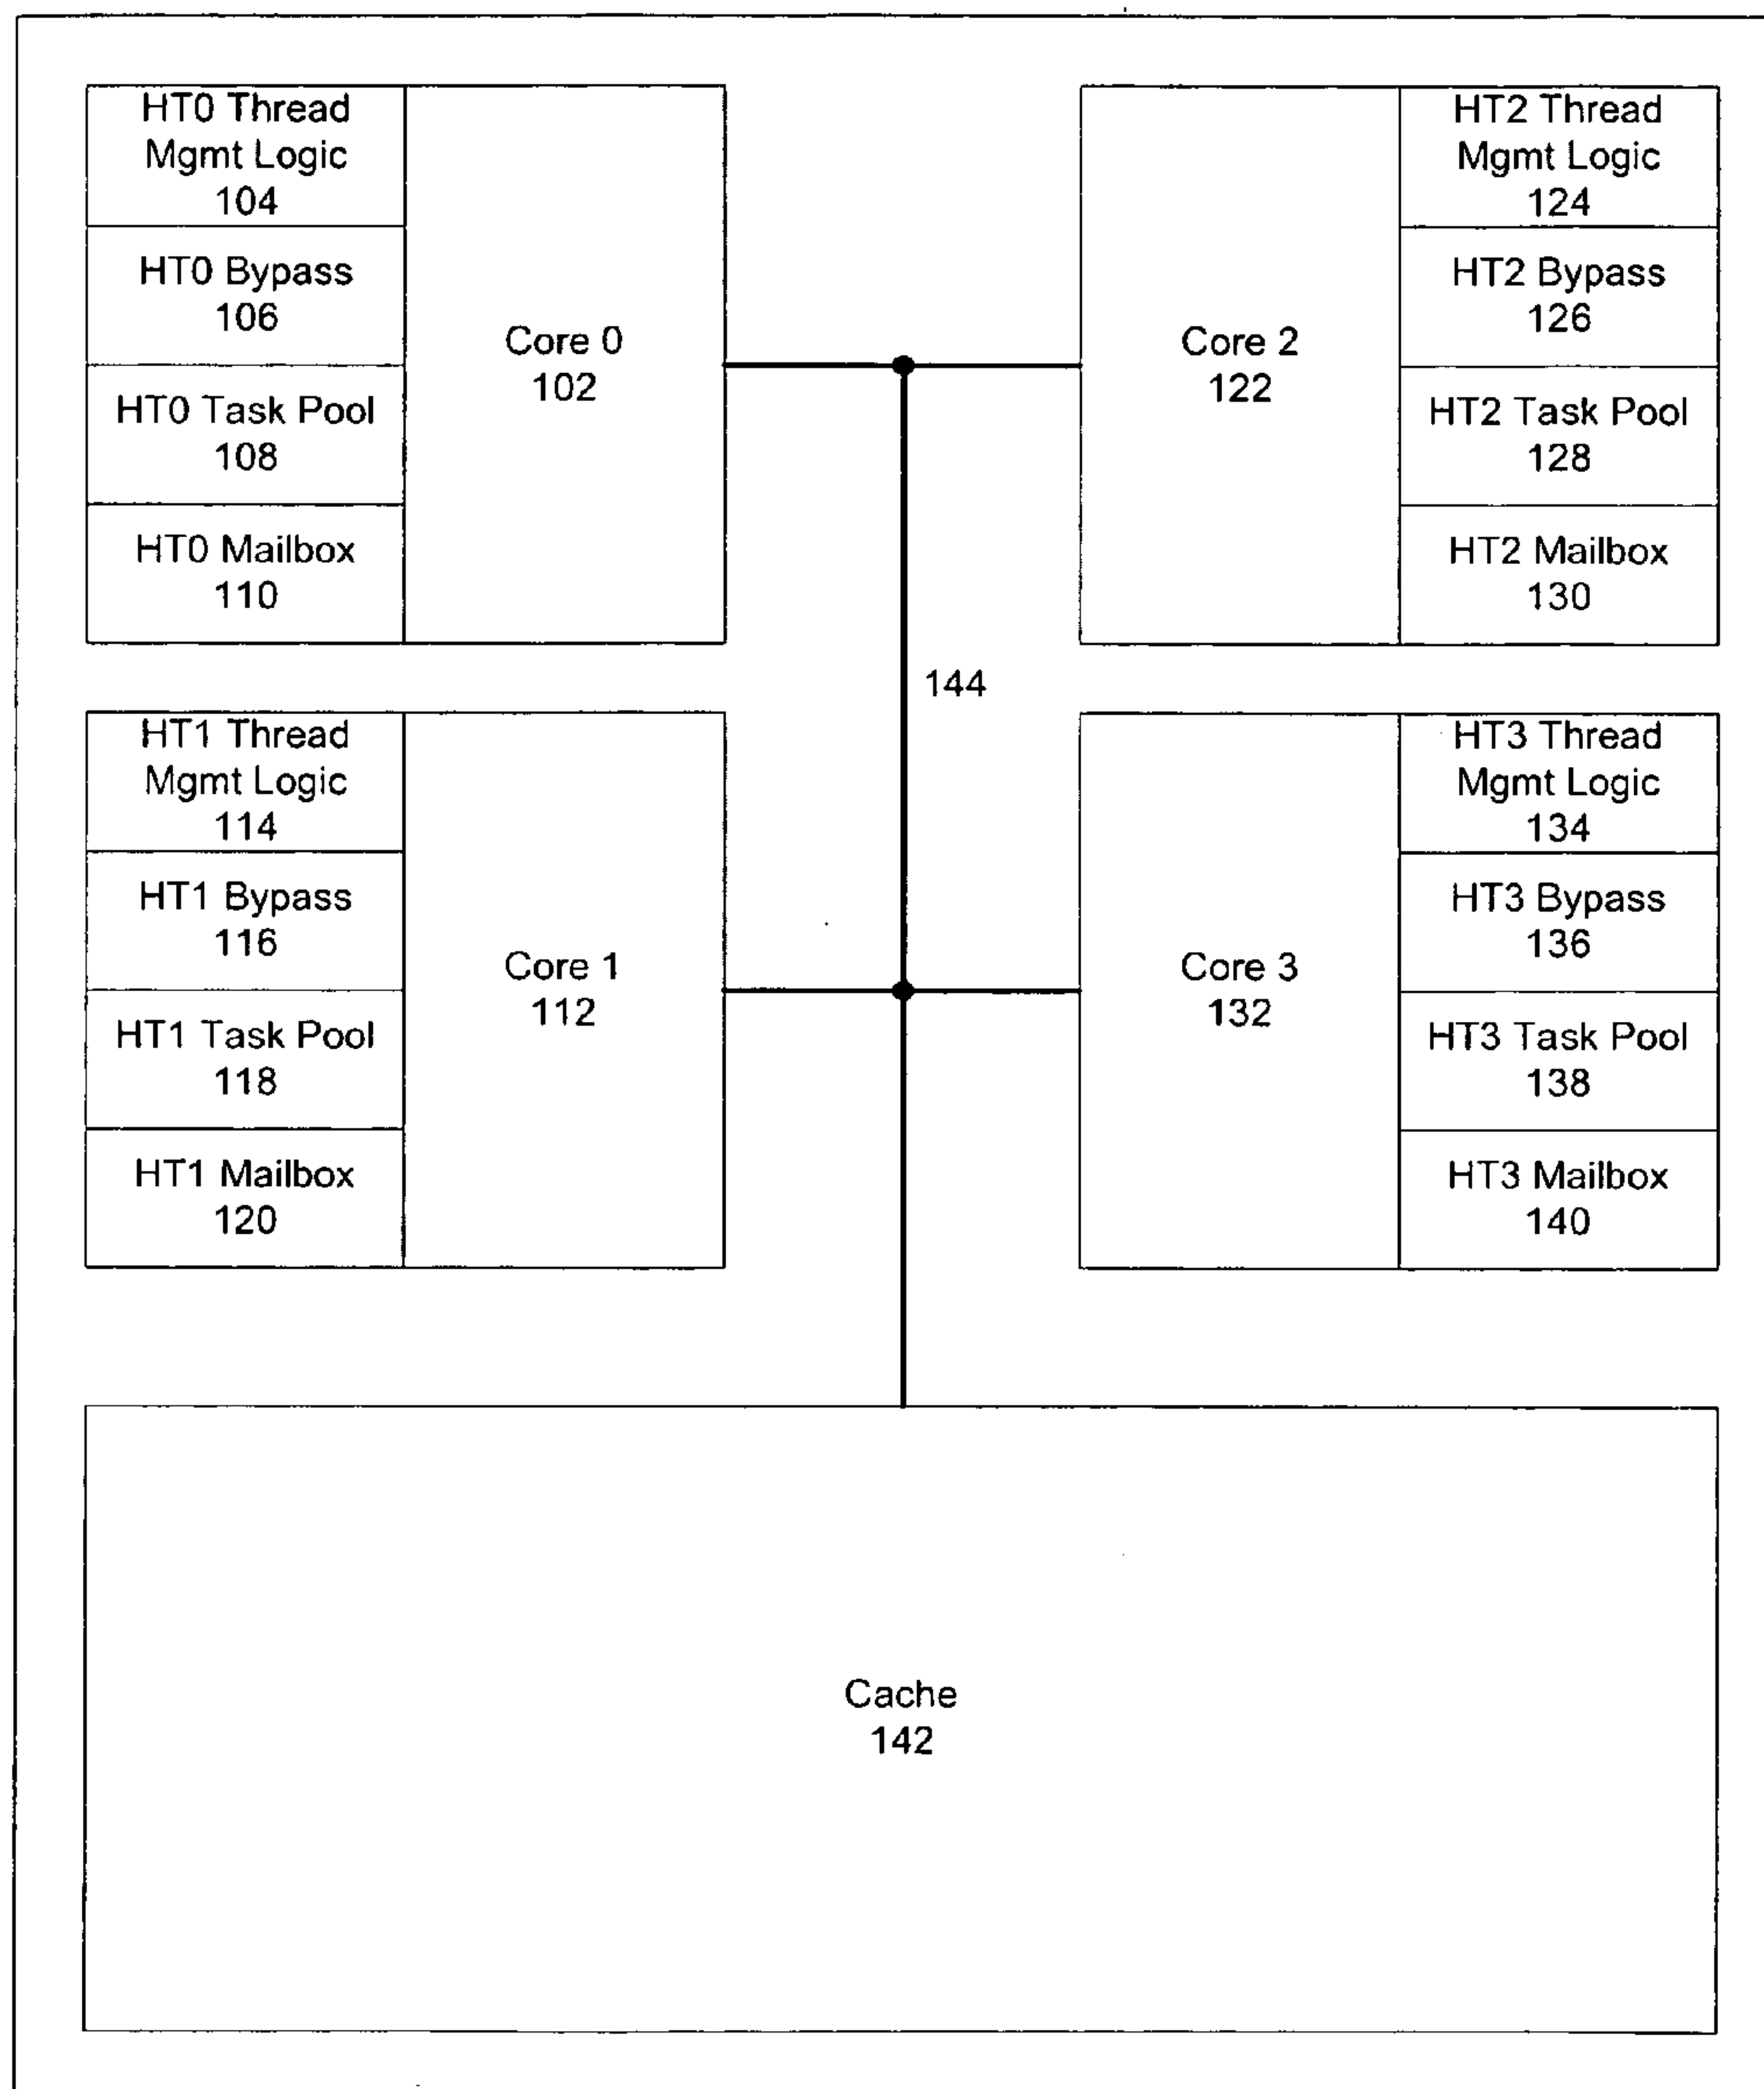 HT0 Thread
Mgmt Logic
104
HT0 Bypass
106
HT0 Task Pool
108
HT0 Mailbox
110
Core 0
102
Core 2
122
HT2 Thread
Mgmt Logic
124
HT2 Bypass
126
HT2 Task Pool
128
HT2 Mailbox
130
144
HT1 Thread
Mgmt Logic
114
HT1 Bypass
116
HT1 Task Pool
118
HT1 Mailbox
120
Core 1
112
Core 3
132
HT3 Thread
Mgmt Logic
134
HT3 Bypass
136
HT3 Task Pool
138
HT3 Mailbox
140
Cache
142